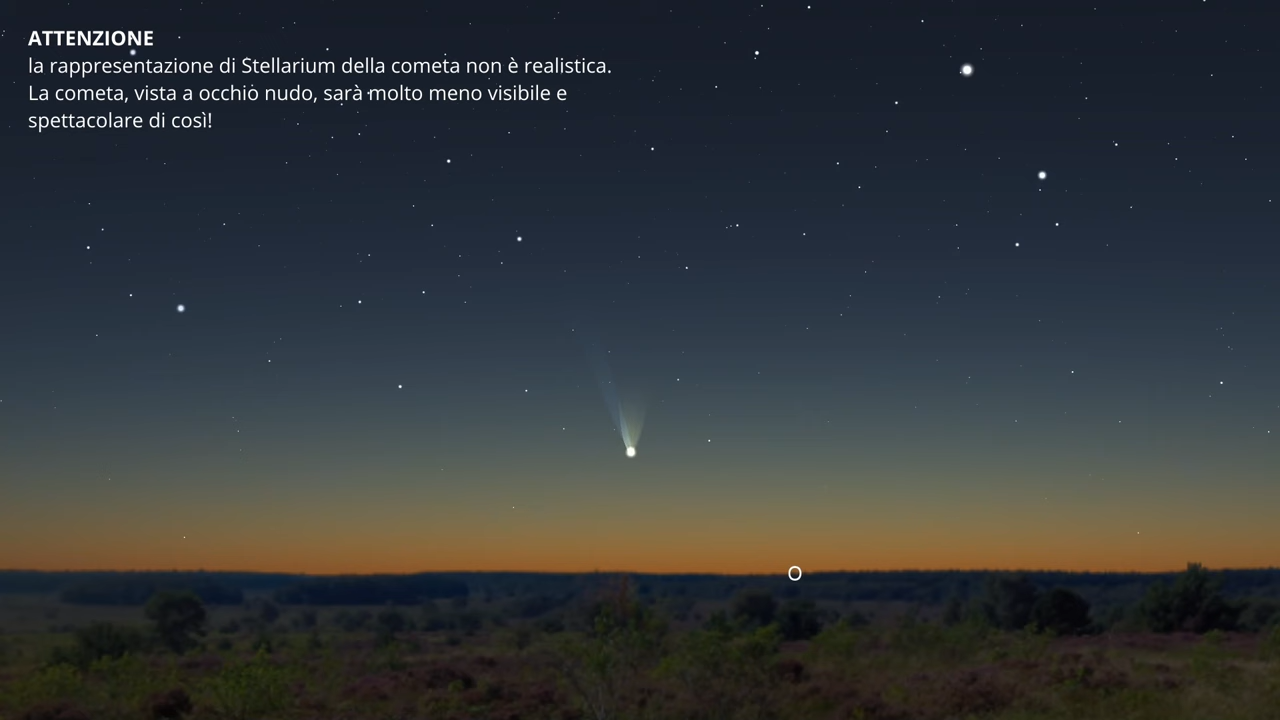 ATTENZIONE
la rappresentazione di Stellarium della cometa non è realistica.
La cometa, vista a occhio nudo, sarà molto meno visibile e
spettacolare di così!
O